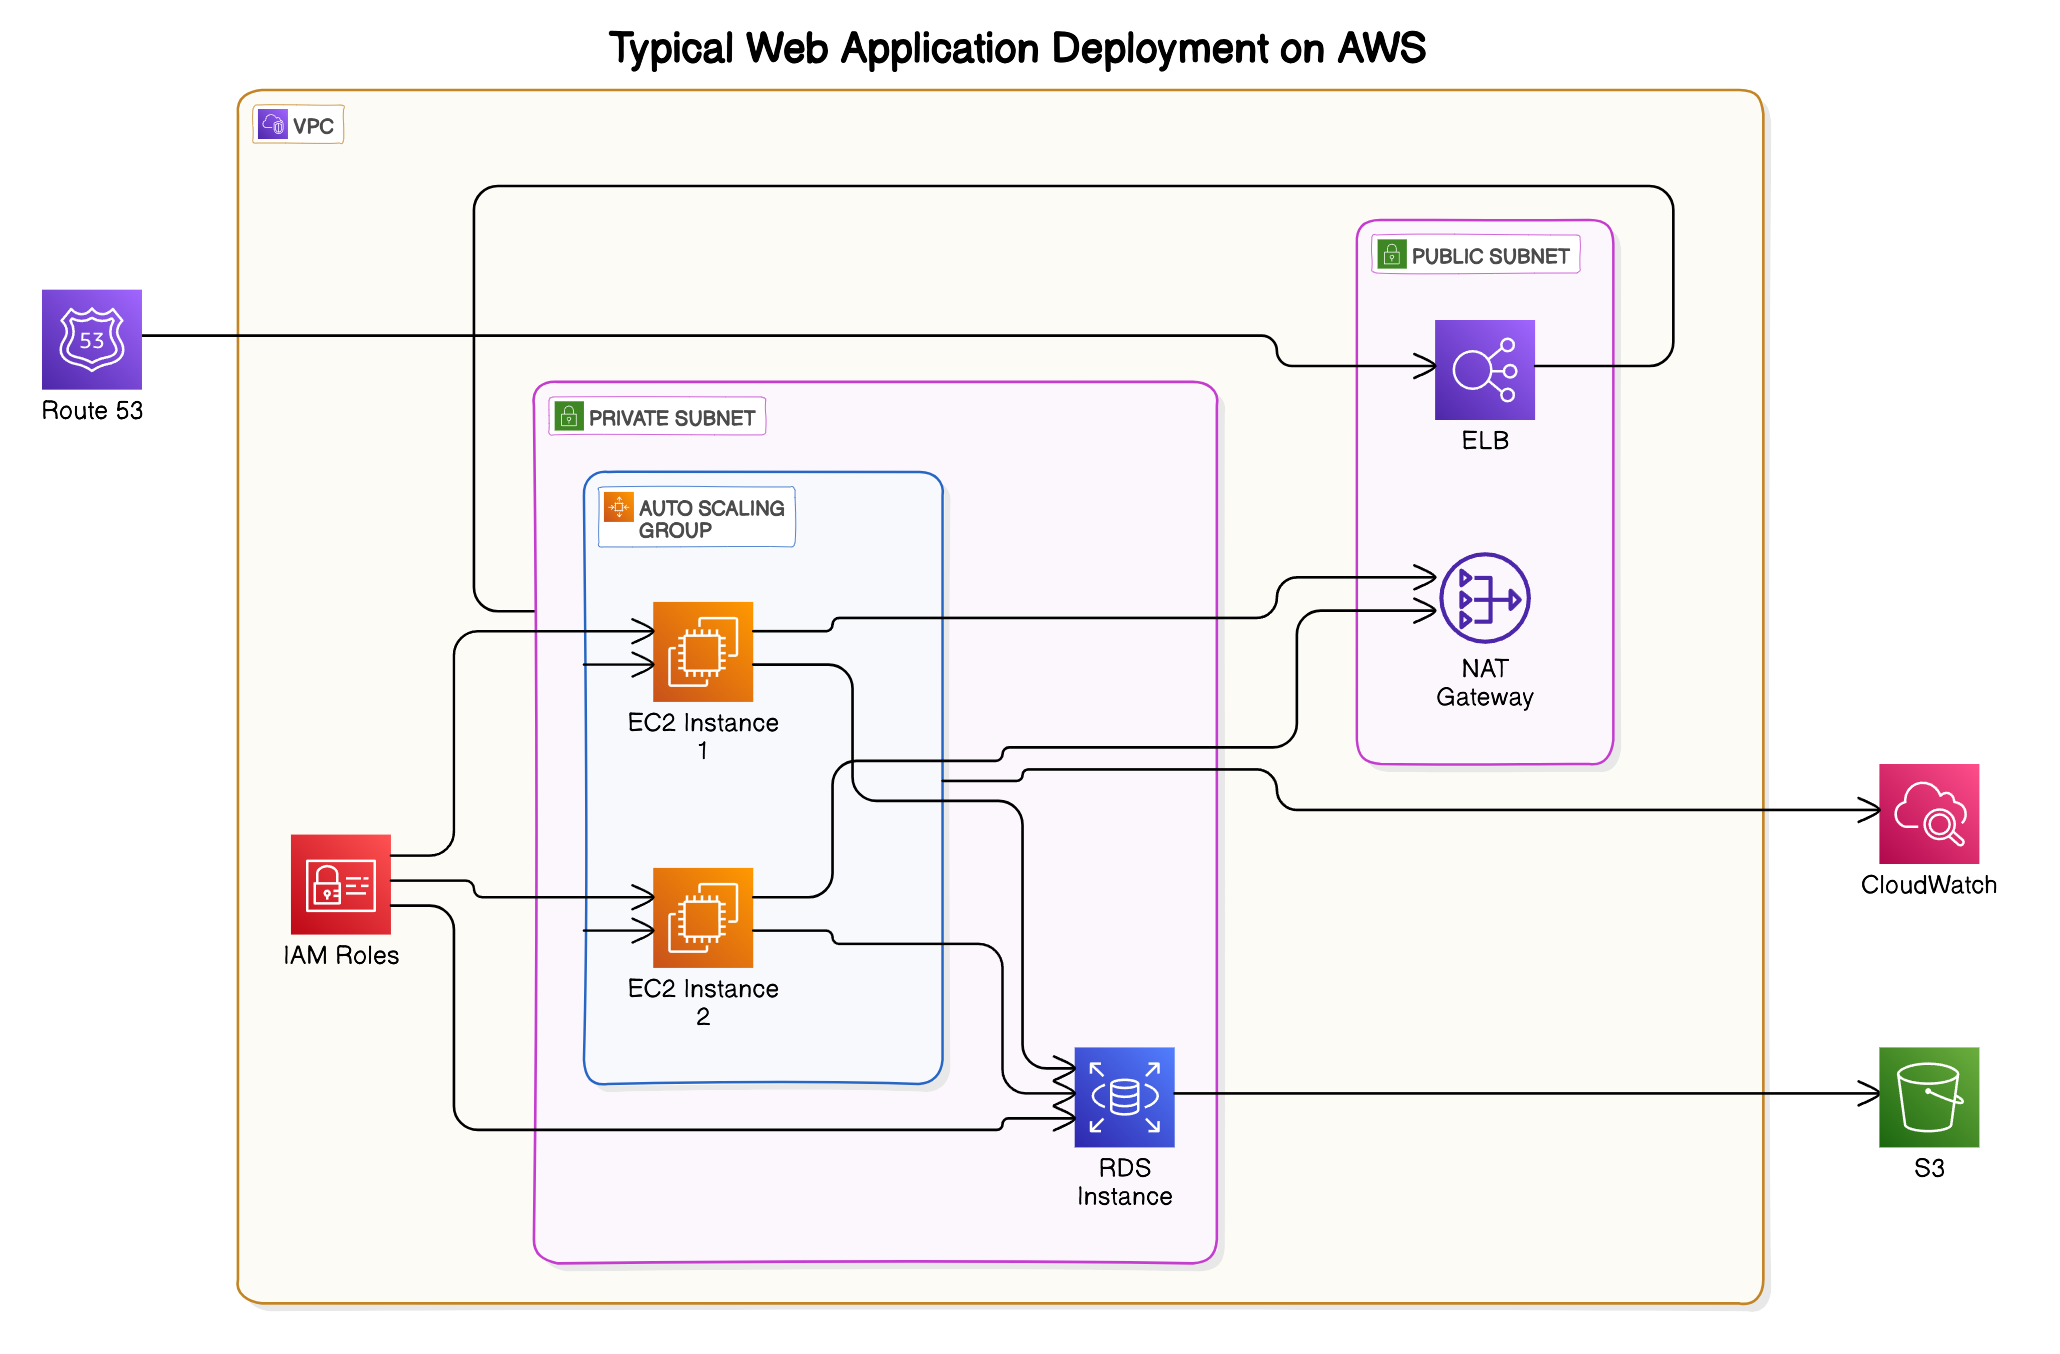 Typical Web Application Deployment on AWS
VPC
PUBLIC SUBNET
53
Route 53
ELB
PRIVATE SUBNET
AUTO SCALING
GROUP
EC2 Instance
1
NAT
Gateway
CloudWatch
IAM Roles
EC2 Instance
2
RDS
Instance
S3